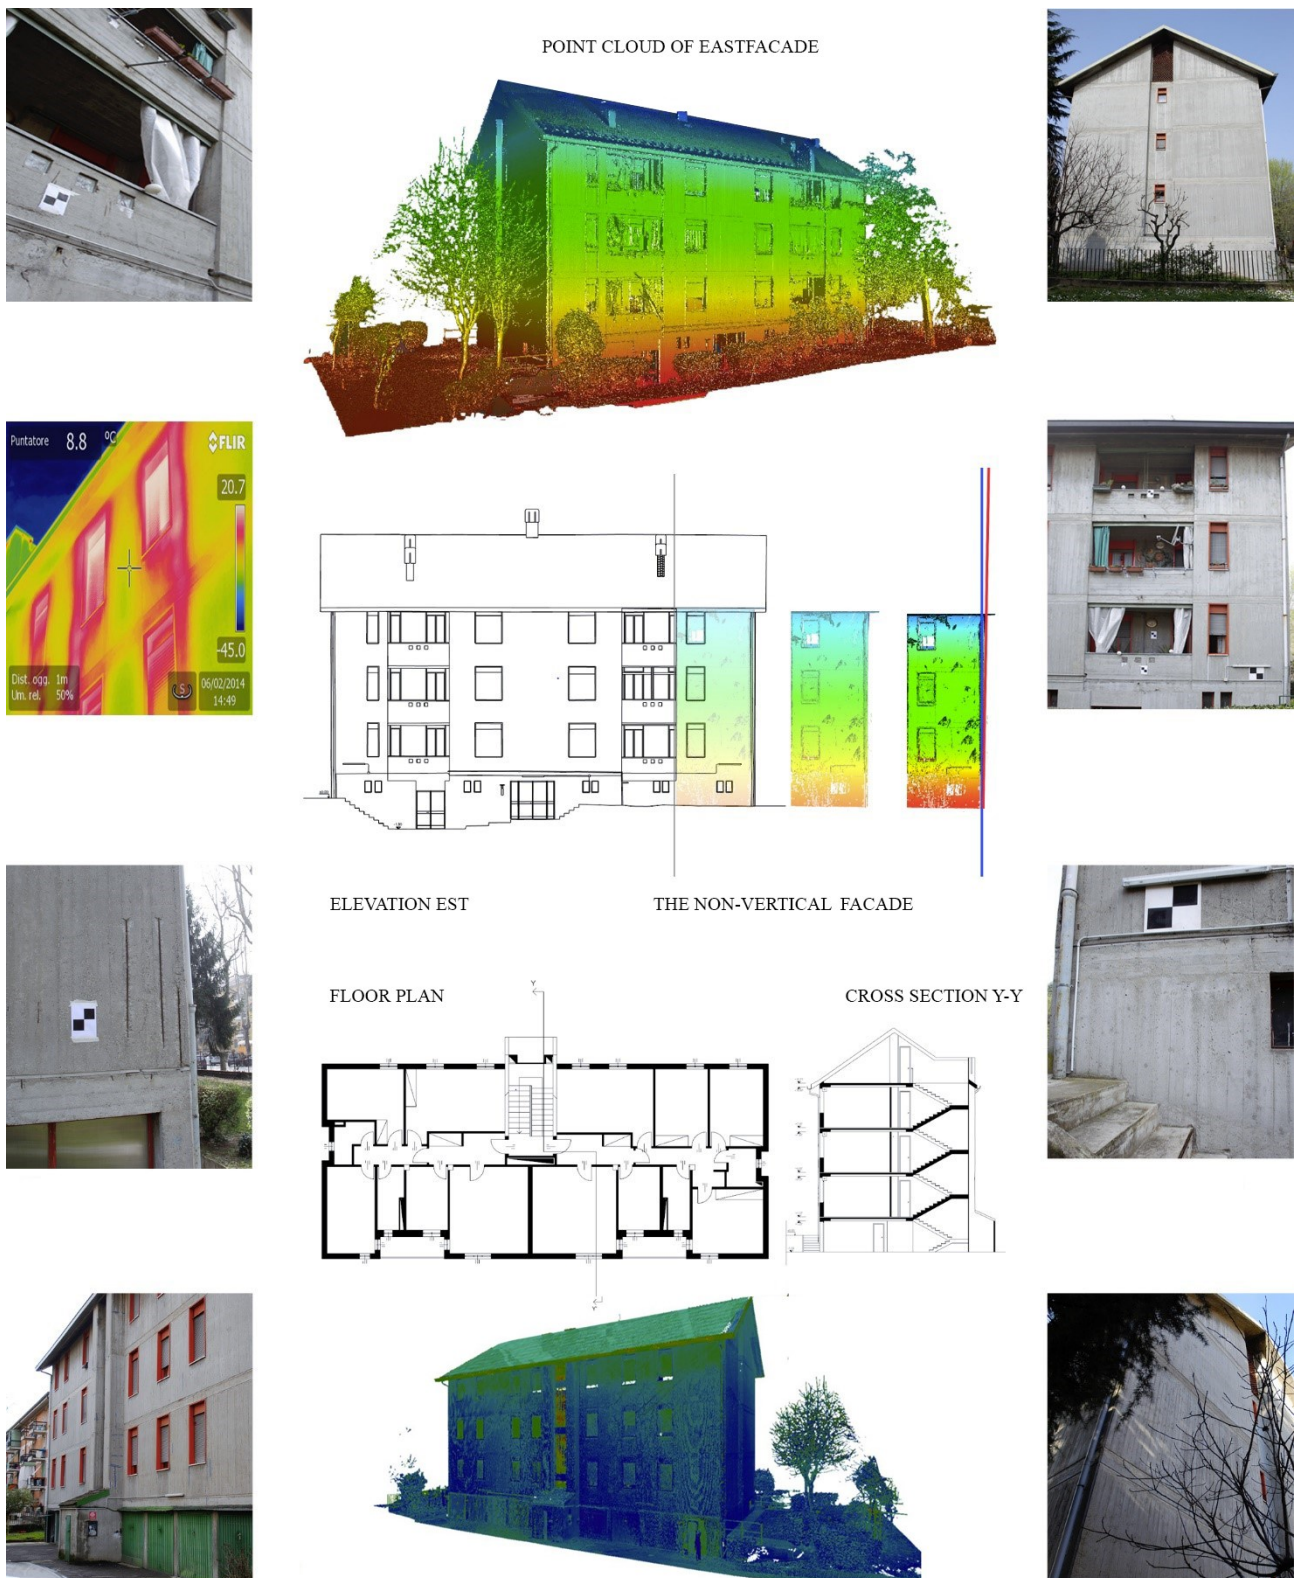 POINT CLOUD OF EASTFACADE
Puntatore 8.8 °C FLIR
20.7
-45.0
Dist. ogg. 1m
Um. rel. 50%
06/02/2014
14:49
ELEVATION EST
THE NON-VERTICAL FACADE
FLOOR PLAN
CROSS SECTION Y-Y
Y
Y'